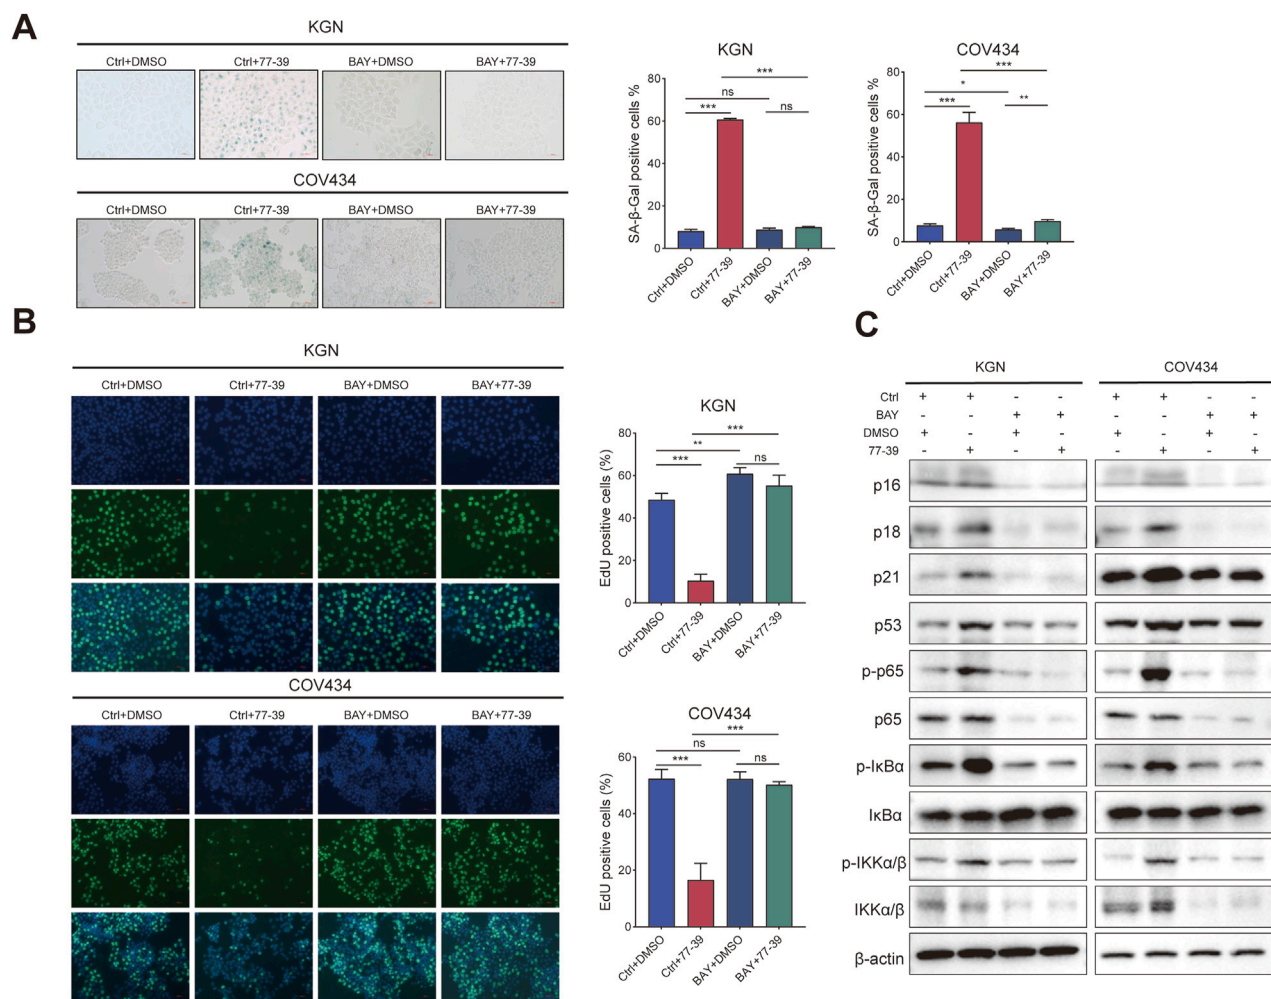 A
KGN
Ctrl+DMSO Ctrl+77-39 BAY+DMSO BAY+77-39
COV434
Ctrl+DMSO Ctrl+77-39 BAY+DMSO BAY+77-39
KGN
SA-β-Gal positive cells %
80
60
40
20
0
***
ns
*** ns
Ctrl+DMSO Ctrl+77-39 BAY+DMSO BAY+77-39
COV434
SA-β-Gal positive cells %
80
60
40
20
0
***
*
*** **
Ctrl+DMSO Ctrl+77-39 BAY+DMSO BAY+77-39
B
KGN
Ctrl+DMSO Ctrl+77-39 BAY+DMSO BAY+77-39
COV434
Ctrl+DMSO Ctrl+77-39 BAY+DMSO BAY+77-39
KGN
EdU positive cells (%)
80
60
40
20
0
***
**
*** ns
Ctrl+DMSO Ctrl+77-39 BAY+DMSO BAY+77-39
COV434
EdU positive cells (%)
60
40
20
0
***
ns
*** ns
Ctrl+DMSO Ctrl+77-39 BAY+DMSO BAY+77-39
C
KGN COV434
Ctrl + + - - + + - -
BAY - - + + - - + +
DMSO + - + - + - + -
77-39 - + - + - + - +
p16
p18
p21
p53
p-p65
p65
p-IκBα
IκBα
p-IKKα/β
IKKα/β
β-actin